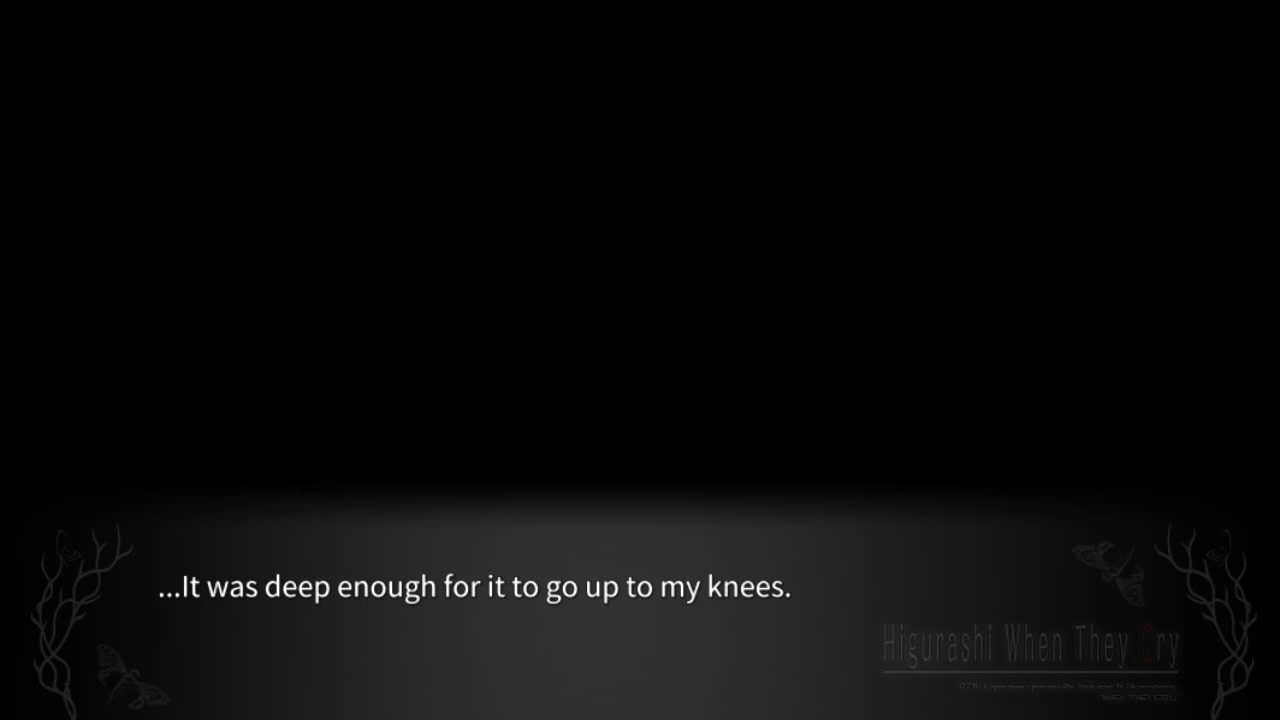 ...It was deep enough for it to go up to my knees.
Higurashi When They Cry